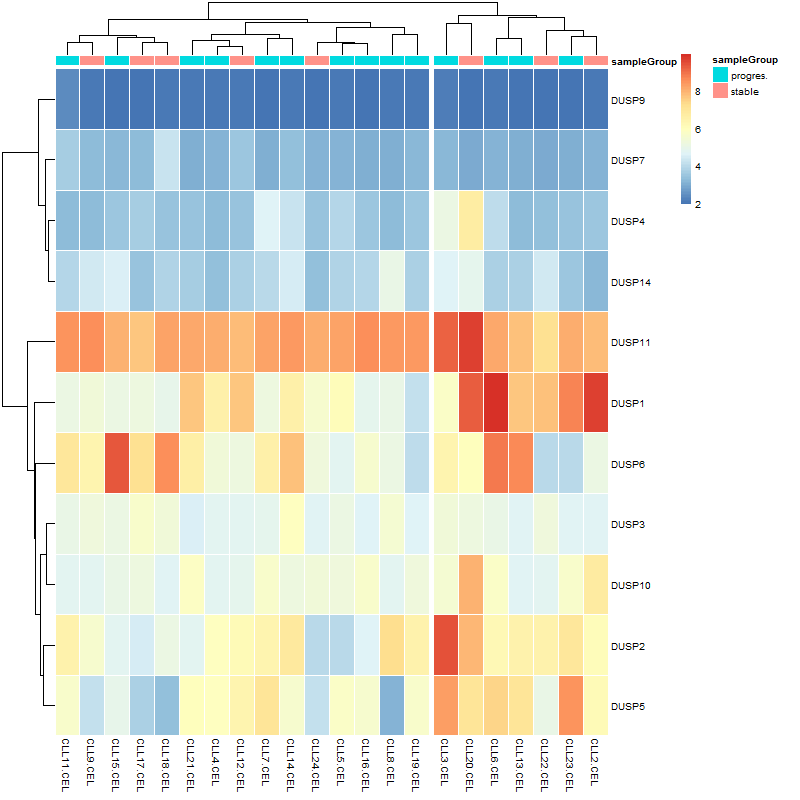 sampleGroup
sampleGroup
progres.
stable
8
6
4
2
DUSP9
DUSP7
DUSP4
DUSP14
DUSP11
DUSP1
DUSP6
DUSP3
DUSP10
DUSP2
DUSP5
CLL11.CEL
CLL9.CEL
CLL15.CEL
CLL17.CEL
CLL18.CEL
CLL21.CEL
CLL4.CEL
CLL12.CEL
CLL7.CEL
CLL14.CEL
CLL24.CEL
CLL5.CEL
CLL16.CEL
CLL8.CEL
CLL19.CEL
CLL3.CEL
CLL20.CEL
CLL6.CEL
CLL13.CEL
CLL22.CEL
CLL23.CEL
CLL2.CEL